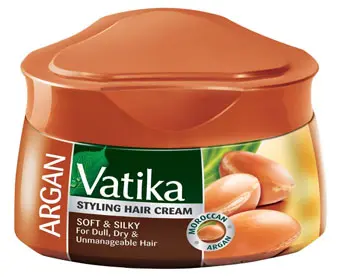 ARGAN
Vatika
STYLING HAIR CREAM
SOFT & SILKY
For Dull, Dry &
Unmanageable Hair
MOROCCAN
ARGAN